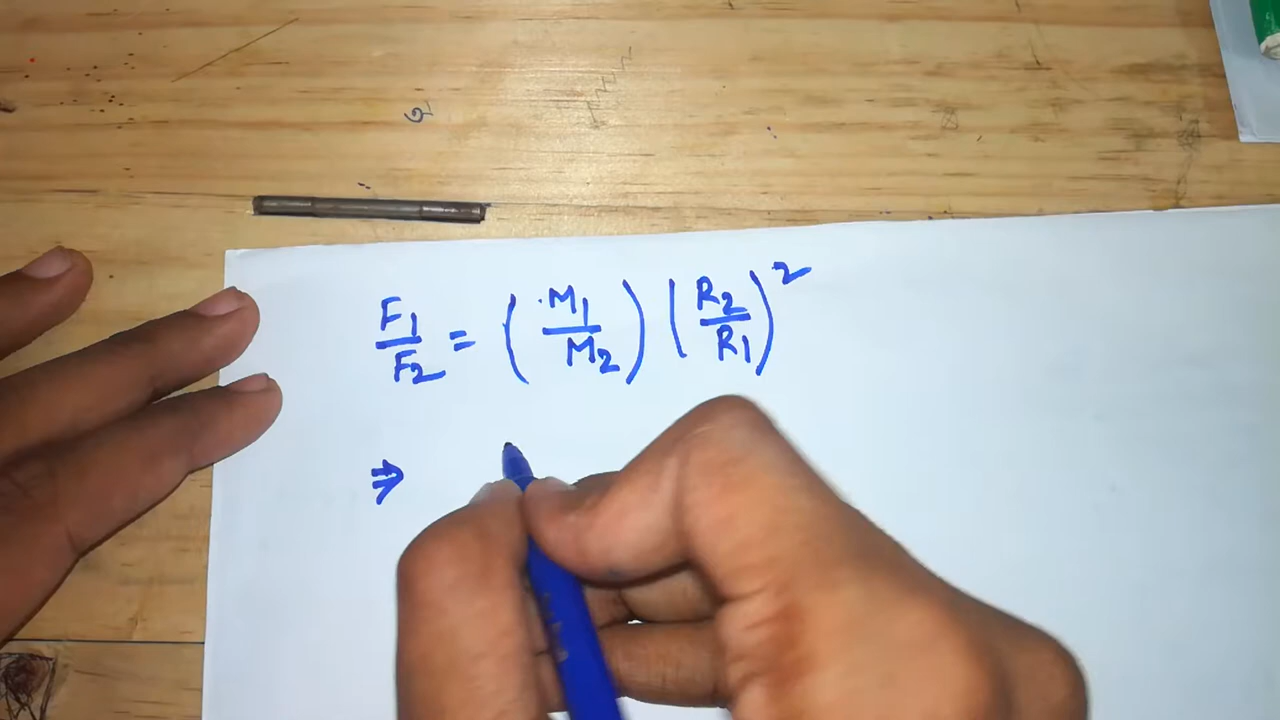 F1/F2 = (M1/M2) (R2/R1)^2
⇒